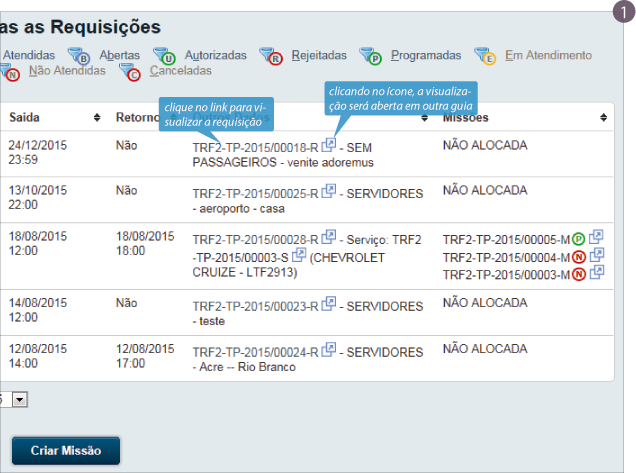 1
as as Requisições
Atendidas B Abertas U Autorizadas R Rejeitadas P Programadas E Em Atendimento
N Não Atendidas C Canceladas
clique no link para vi-
sualizar a requisição
clicando no ícone, a visualiza-
ção será aberta em outra guia
Saída Retorno Outros Dados Missões
24/12/2015 Não TRF2-TP-2015/00018-R - SEM NÃO ALOCADA
23:59 PASSAGEIROS - venite adoremus
13/10/2015 Não TRF2-TP-2015/00025-R - SERVIDORES NÃO ALOCADA
22:00 - aeroporto - casa
18/08/2015 18/08/2015 TRF2-TP-2015/00028-R - Serviço: TRF2 TRF2-TP-2015/00005-M P
12:00 18:00 -TP-2015/00003-S (CHEVROLET TRF2-TP-2015/00004-M N
CRUIZE - LTF2913) TRF2-TP-2015/00003-M N
14/08/2015 Não TRF2-TP-2015/00023-R - SERVIDORES NÃO ALOCADA
12:00 - teste
12/08/2015 12/08/2015 TRF2-TP-2015/00024-R - SERVIDORES NÃO ALOCADA
14:00 17:00 - Acre -- Rio Branco
Criar Missão